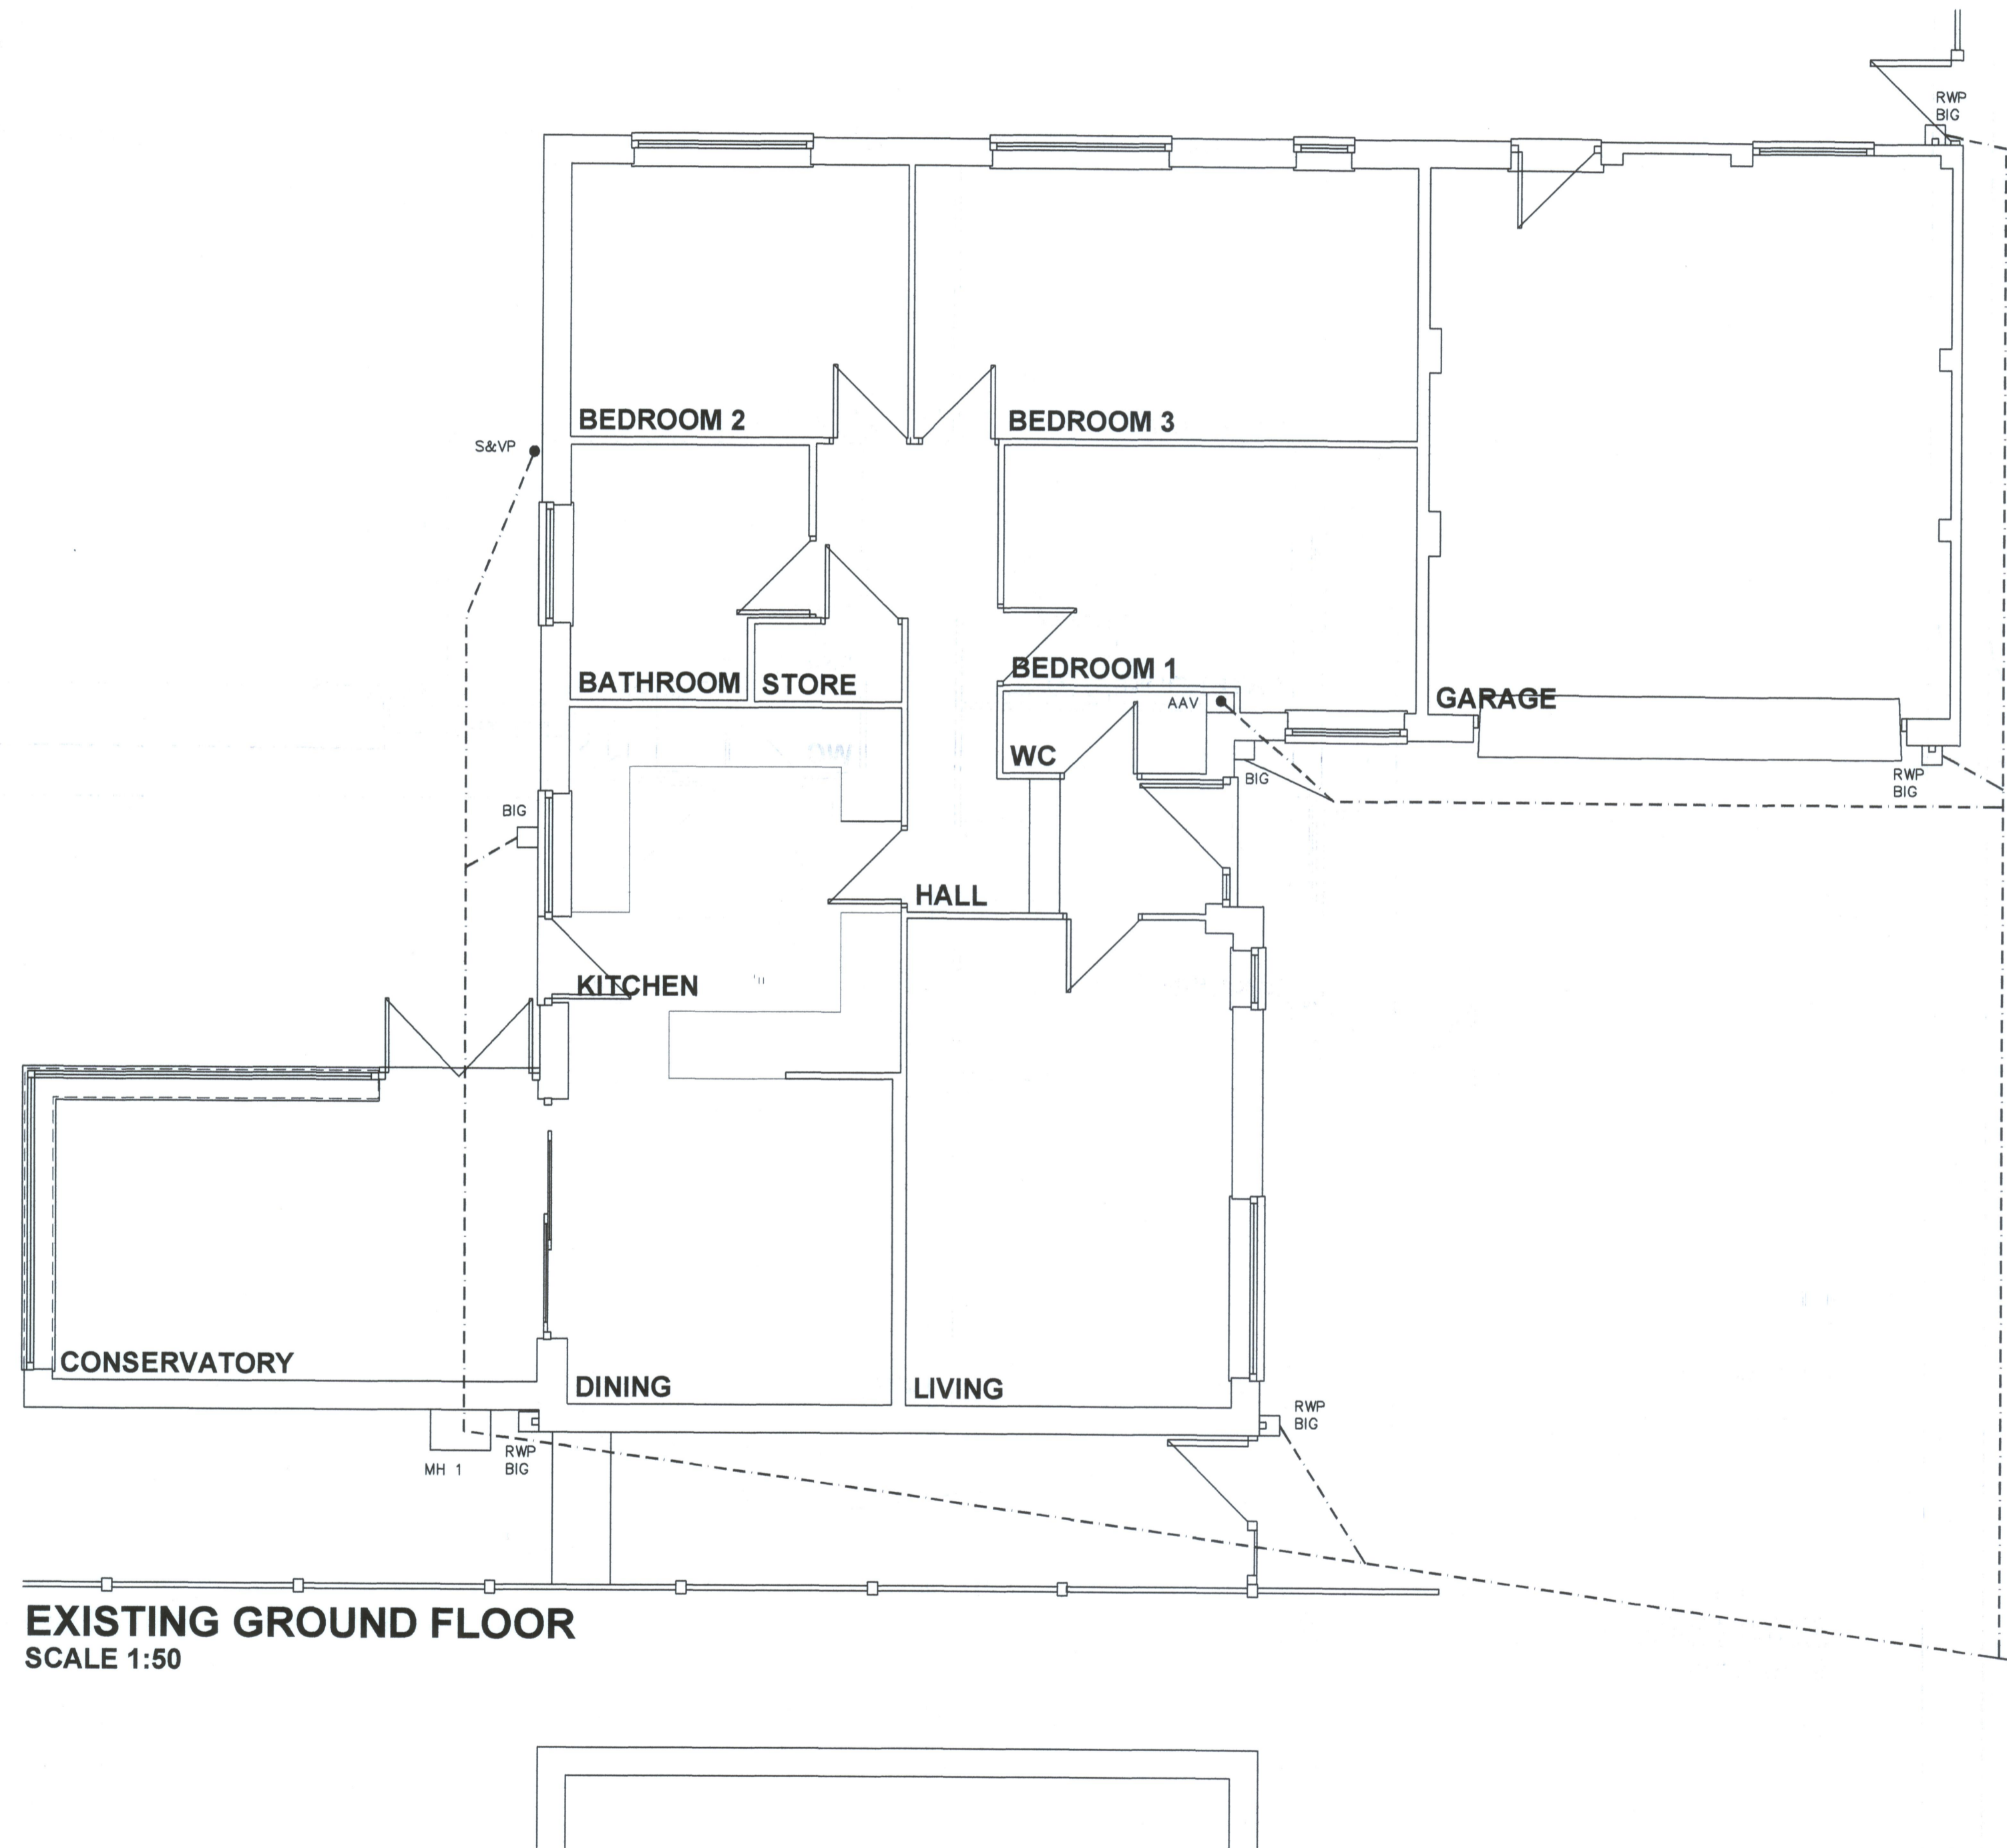 RWP
BIG
BEDROOM 2
BEDROOM 3
S&VP
BATHROOM
STORE
BEDROOM 1
AAV
GARAGE
WC
BIG
RWP
BIG
BIG
HALL
KITCHEN
CONSERVATORY
DINING
LIVING
RWP
BIG
MH 1
RWP
BIG
EXISTING GROUND FLOOR
SCALE 1:50